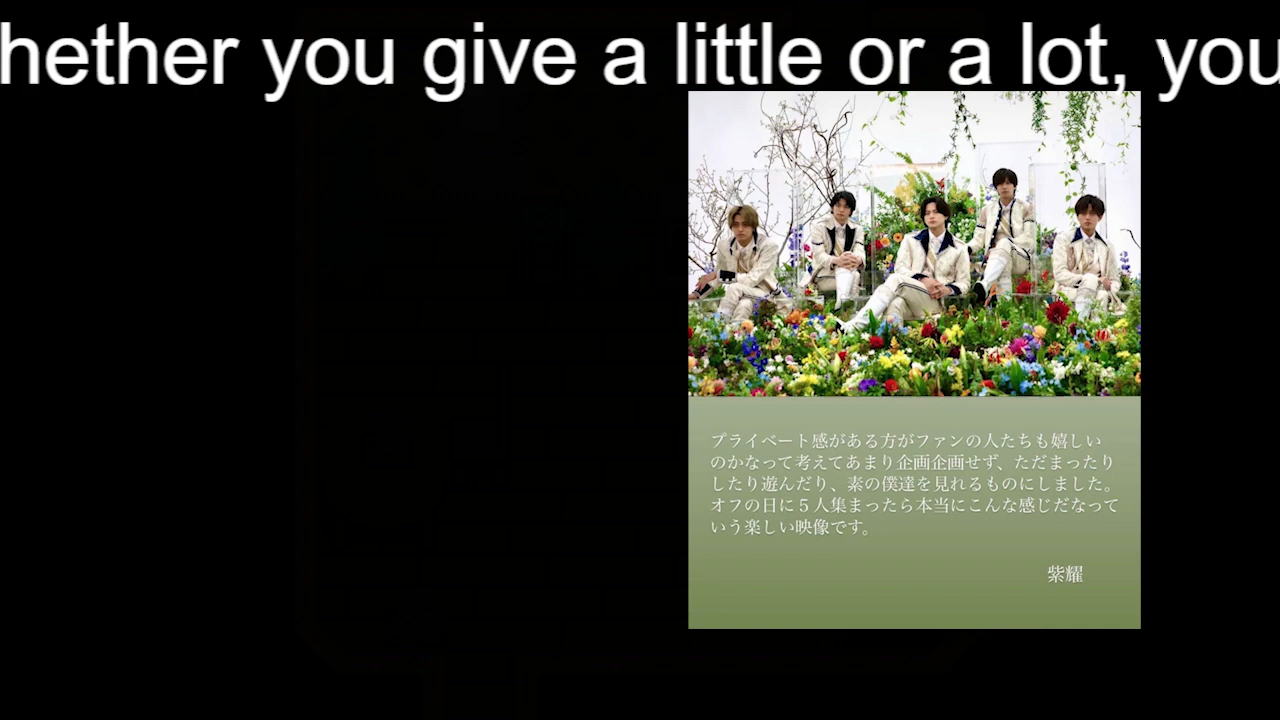 hether you give a little or a lot, you
プライベート感がある方がファンの人たちも嬉しい
のかなって考えてあまり企画企画せず、ただまったり
したり遊んだり、素の僕達を見れるものにしました。
オフの日に５人集まったら本当にこんな感じだなって
いう楽しい映像です。
紫耀